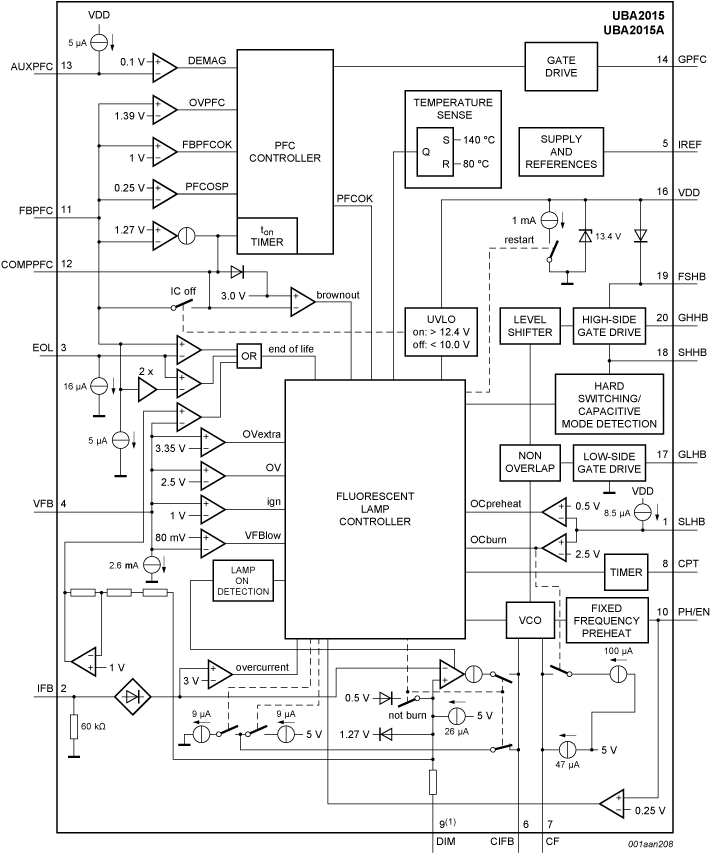 UBA2015
UBA2015A
VDD
5 µA
AUXPFC 13
0.1 V
DEMAG
14 GPFC
GATE
DRIVE
OVPFC
1.39 V
TEMPERATURE
SENSE
S 140 °C
Q
R 80 °C
PFC
CONTROLLER
FBPFCOK
1 V
SUPPLY
AND
REFERENCES
5 IREF
0.25 V
PFCOSP
PFCOK
16 VDD
FBPFC 11
1.27 V
ton
TIMER
1 mA
restart
13.4 V
COMPPFC 12
19 FSHB
IC off
3.0 V
brownout
UVLO
on: > 12.4 V
off: < 10.0 V
LEVEL
SHIFTER
HIGH-SIDE
GATE DRIVE
20 GHHB
EOL 3
OR
end of life
18 SHHB
16 µA
2 x
HARD
SWITCHING/
CAPACITIVE
MODE DETECTION
5 µA
3.35 V
OVextra
NON
OVERLAP
LOW-SIDE
GATE DRIVE
17 GLHB
2.5 V
OV
FLUORESCENT
LAMP
CONTROLLER
VDD
8.5 µA
VFB 4
1 V
ign
OCpreheat
0.5 V
1 SLHB
80 mV
VFBlow
OCburn
2.5 V
2.6 mA
LAMP
ON
DETECTION
TIMER
8 CPT
VCO
FIXED
FREQUENCY
PREHEAT
10 PH/EN
1 V
100 µA
3 V
overcurrent
IFB 2
60 kΩ
0.5 V
not burn
9 µA
9 µA
5 V
1.27 V
26 µA
5 V
47 µA
5 V
0.25 V
9(1)
6
7
DIM
CIFB
CF
001aan208